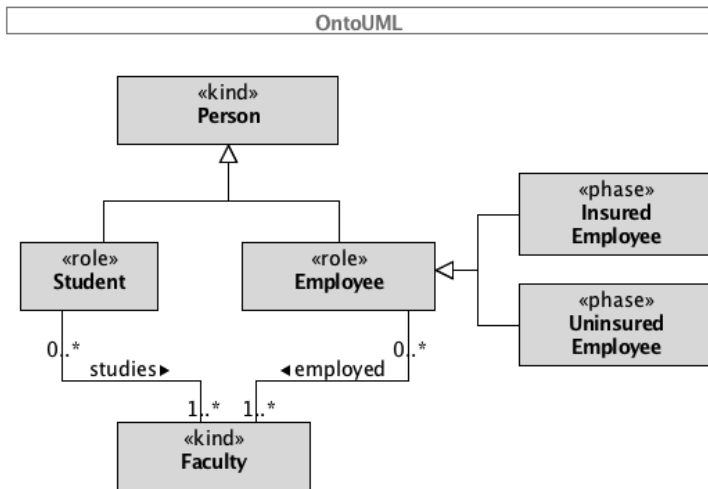 OntoUML
«kind»
Person
«phase»
Insured
Employee
«role»
Student
«role»
Employee
«phase»
Uninsured
Employee
0..*
0..*
studies▶
◀employed
1..*
1..*
«kind»
Faculty